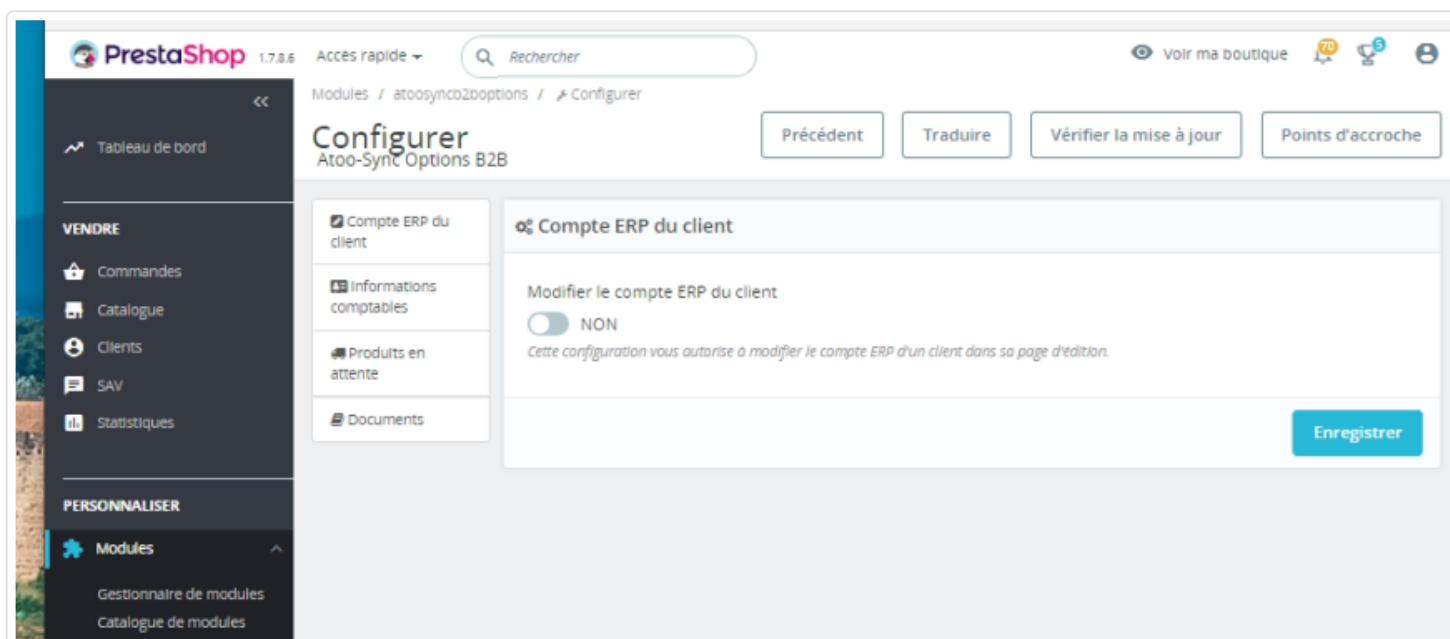 PrestaShop 1.7.8.6 Accès rapide Rechercher Voir ma boutique 70 5
Modules / atoosyncb2boptions / Configurer
Configurer
Atoo-Sync Options B2B
Précédent Traduire Vérifier la mise à jour Points d'accroche
Tableau de bord
VENDRE
Commandes
Catalogue
Clients
SAV
Statistiques
PERSONNALISER
Modules
Gestionnaire de modules
Catalogue de modules
Compte ERP du
client
Informations
comptables
Produits en
attente
Documents
Compte ERP du client
Modifier le compte ERP du client
NON
Cette configuration vous autorise à modifier le compte ERP d'un client dans sa page d'édition.
Enregistrer